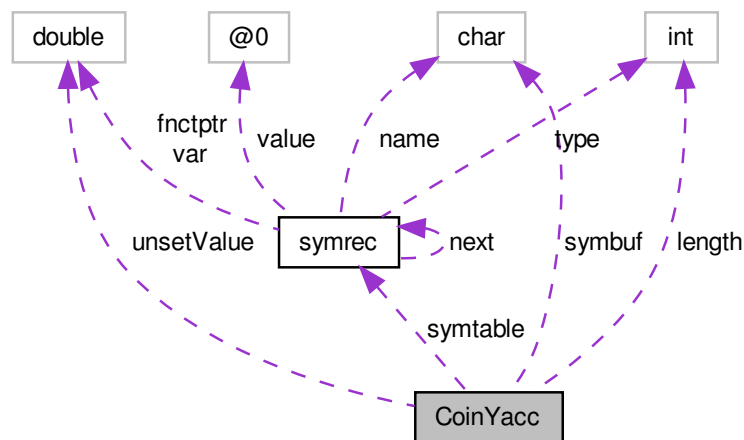 double
@0
char
int
fnctptr
var
value
name
type
unsetValue
symrec
next
symbuf
length
symtable
CoinYacc